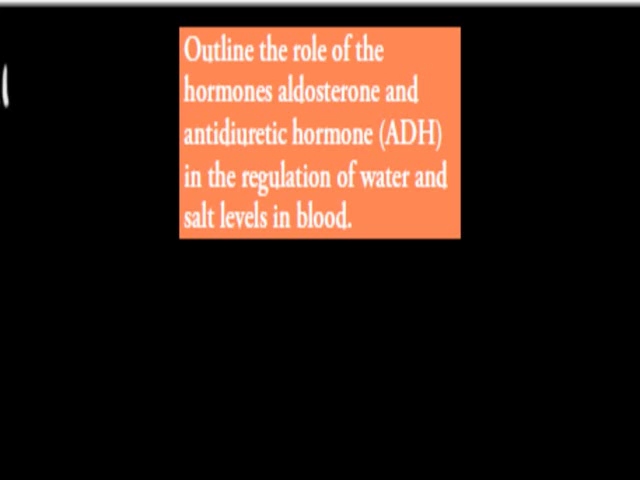 Outline the role of the
hormones aldosterone and
antidiuretic hormone (ADH)
in the regulation of water and
salt levels in blood.